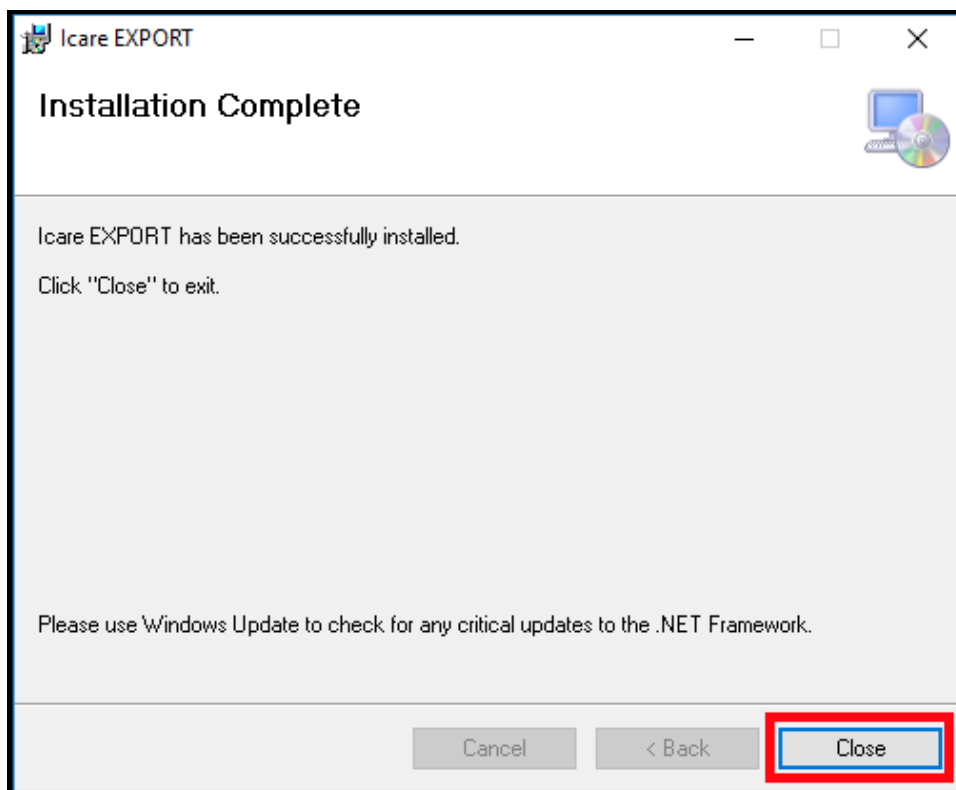 Icare EXPORT
Installation Complete
Icare EXPORT has been successfully installed.
Click "Close" to exit.
Please use Windows Update to check for any critical updates to the .NET Framework.
Cancel
< Back
Close